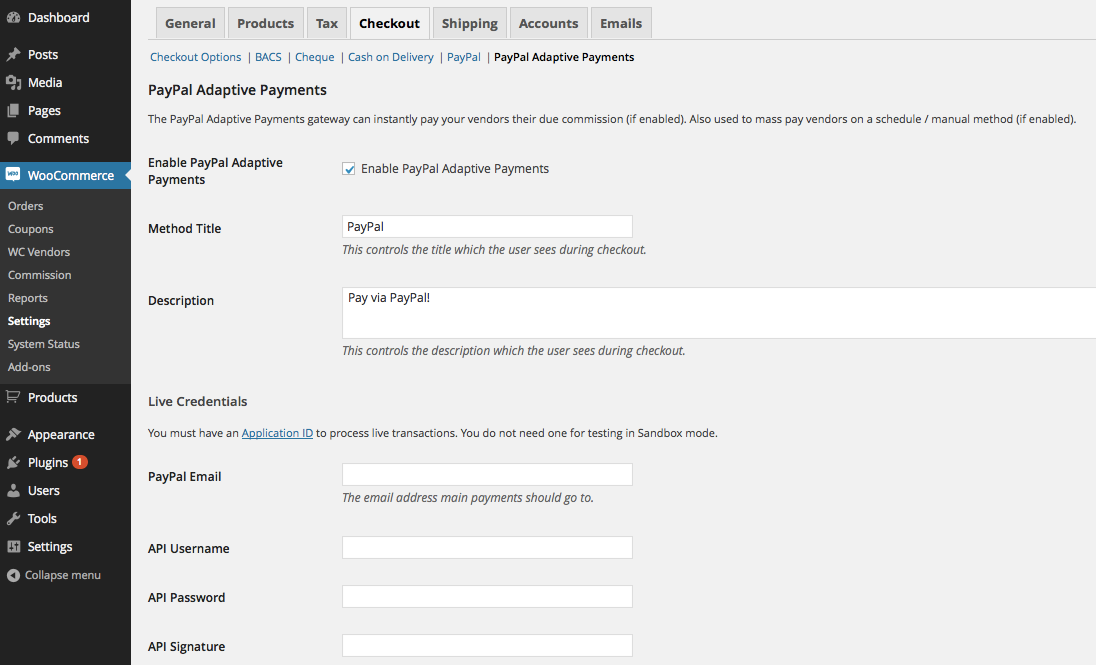 Dashboard
Posts
Media
Pages
Comments
WooCommerce
Orders
Coupons
WC Vendors
Commission
Reports
Settings
System Status
Add-ons
Products
Appearance
Plugins 1
Users
Tools
Settings
Collapse menu
General Products Tax Checkout Shipping Accounts Emails
Checkout Options | BACS | Cheque | Cash on Delivery | PayPal | PayPal Adaptive Payments
PayPal Adaptive Payments
The PayPal Adaptive Payments gateway can instantly pay your vendors their due commission (if enabled). Also used to mass pay vendors on a schedule / manual method (if enabled).
Enable PayPal Adaptive
Payments
Enable PayPal Adaptive Payments
Method Title
PayPal
This controls the title which the user sees during checkout.
Description
Pay via PayPal!
This controls the description which the user sees during checkout.
Live Credentials
You must have an Application ID to process live transactions. You do not need one for testing in Sandbox mode.
PayPal Email
The email address main payments should go to.
API Username
API Password
API Signature